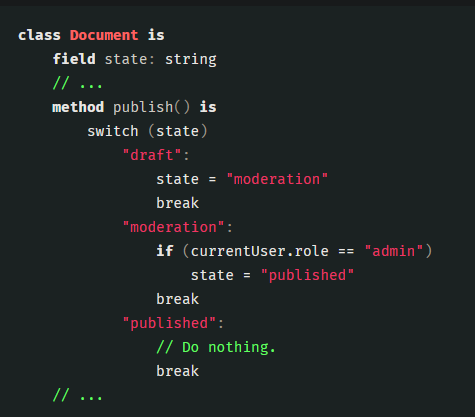 class Document is
    field state: string
    // ...
    method publish() is
        switch (state)
            "draft":
                state = "moderation"
                break
            "moderation":
                if (currentUser.role == "admin")
                    state = "published"
                break
            "published":
                // Do nothing.
                break
    // ...